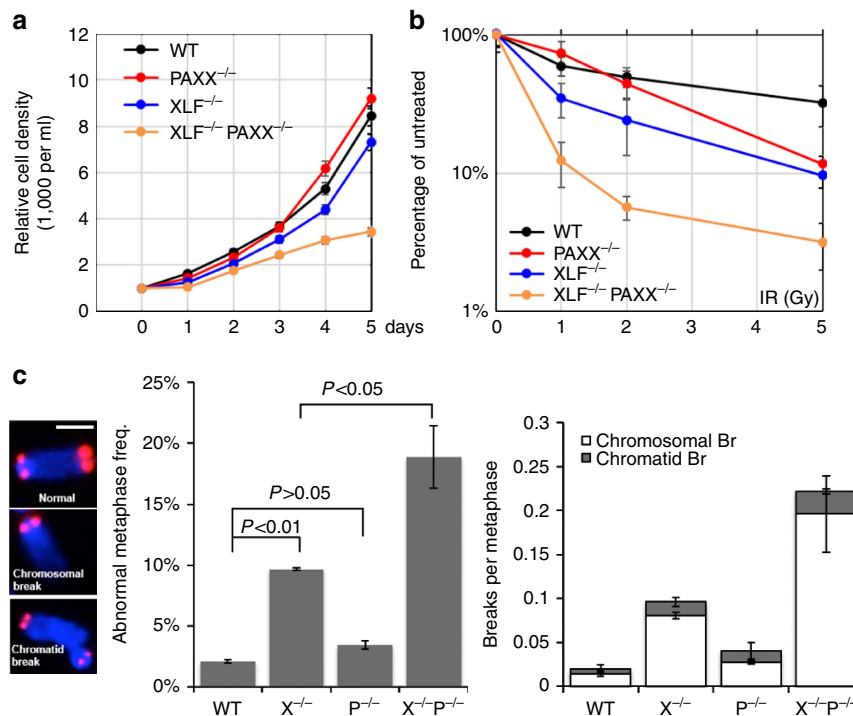 a
12
10
8
6
4
2
0
Relative cell density
(1,000 per ml)
WT
PAXX–/–
XLF–/–
XLF–/– PAXX–/–
0 1 2 3 4 5 days
b
100%
10%
1%
Percentage of untreated
WT
PAXX–/–
XLF–/–
XLF–/– PAXX–/–
IR (Gy)
0 1 2 5
c
Normal
Chromosomal
break
Chromatid
break
Abnormal metaphase freq.
25%
20%
15%
10%
5%
0%
P<0.05
P>0.05
P<0.01
WT X–/– P–/– X–/–P–/–
Breaks per metaphase
0.3
0.25
0.2
0.15
0.1
0.05
0
Chromosomal Br
Chromatid Br
WT X–/– P–/– X–/–P–/–